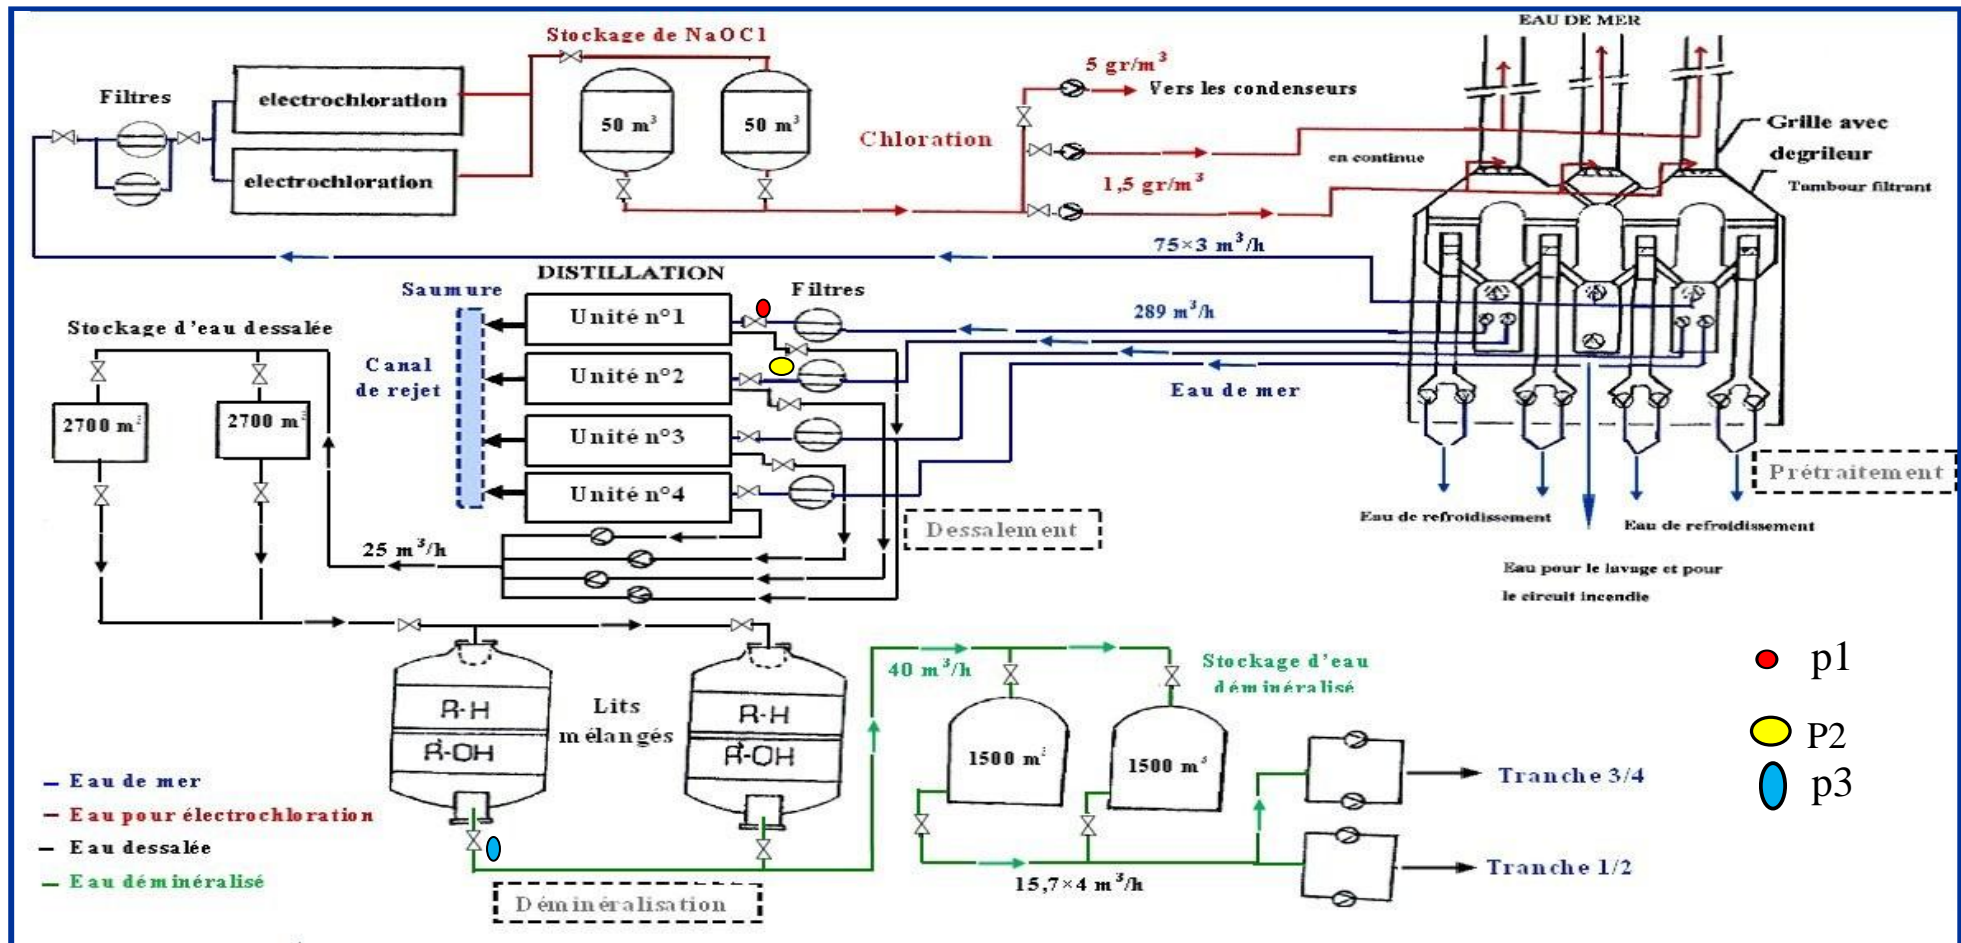 EAU DE MER
Stockage de NaOCl
5 gr/m³
Vers les condenseurs
Filtres
electrochloration
50 m³
50 m³
Chloration
Grille avec
degrileur
en continue
electrochloration
1,5 gr/m³
Tambour filtrant
75×3 m³/h
DISTILLATION
Saumure
Filtres
Unité n°1
289 m³/h
Stockage d'eau dessalée
Canal
de rejet
Unité n°2
Eau de mer
2700 m³
2700 m³
Unité n°3
Prétraitement
Unité n°4
Eau de refroidissement
Eau de refroidissement
Dessalement
25 m³/h
Eau pour le lavage et pour
le circuit incendie
p1
P2
p3
40 m³/h
Stockage d'eau
déminéralisé
R-H
R'-OH
Lits
mélangés
R-H
R'-OH
1500 m³
1500 m³
Tranche 3/4
Eau de mer
Eau pour électrochloration
Eau dessalée
Eau déminéralisé
15,7×4 m³/h
Tranche 1/2
Déminéralisation